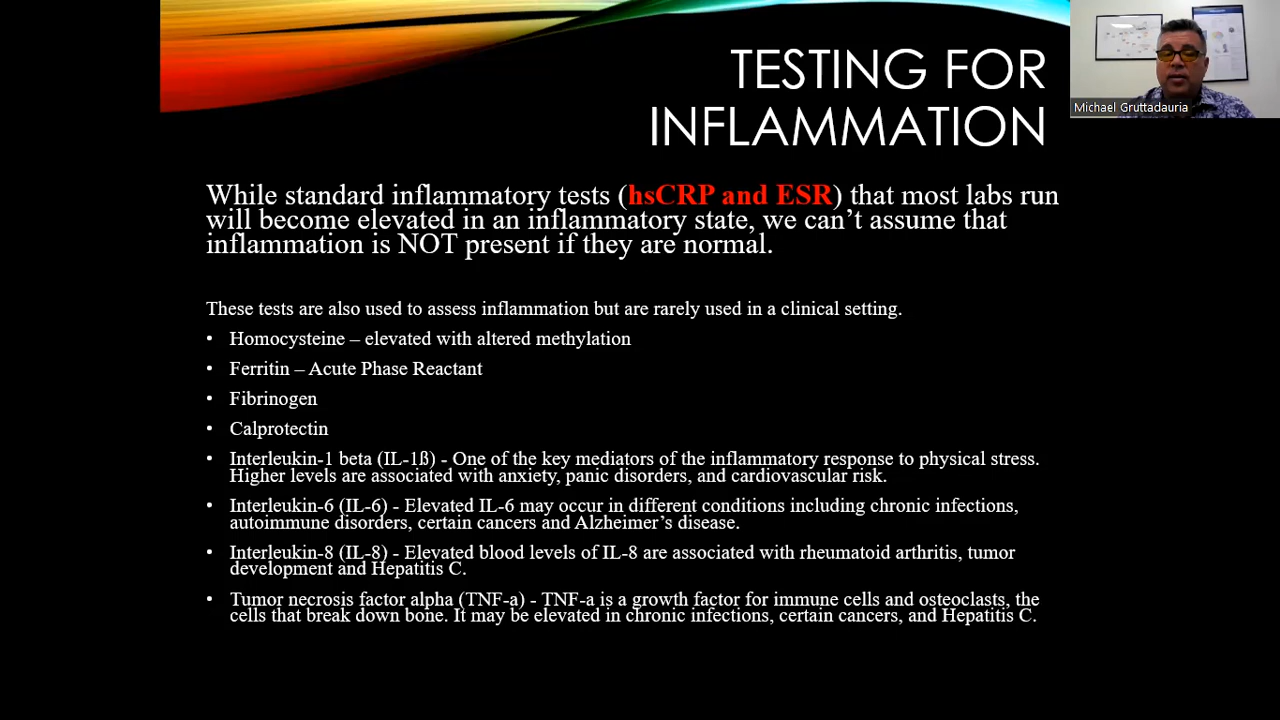 TESTING FOR
INFLAMMATION
Michael Gruttadauria
While standard inflammatory tests (hsCRP and ESR) that most labs run
will become elevated in an inflammatory state, we can’t assume that
inflammation is NOT present if they are normal.
These tests are also used to assess inflammation but are rarely used in a clinical setting.
• Homocysteine – elevated with altered methylation
• Ferritin – Acute Phase Reactant
• Fibrinogen
• Calprotectin
• Interleukin-1 beta (IL-1ß) - One of the key mediators of the inflammatory response to physical stress.
Higher levels are associated with anxiety, panic disorders, and cardiovascular risk.
• Interleukin-6 (IL-6) - Elevated IL-6 may occur in different conditions including chronic infections,
autoimmune disorders, certain cancers and Alzheimer’s disease.
• Interleukin-8 (IL-8) - Elevated blood levels of IL-8 are associated with rheumatoid arthritis, tumor
development and Hepatitis C.
• Tumor necrosis factor alpha (TNF-a) - TNF-a is a growth factor for immune cells and osteoclasts, the
cells that break down bone. It may be elevated in chronic infections, certain cancers, and Hepatitis C.